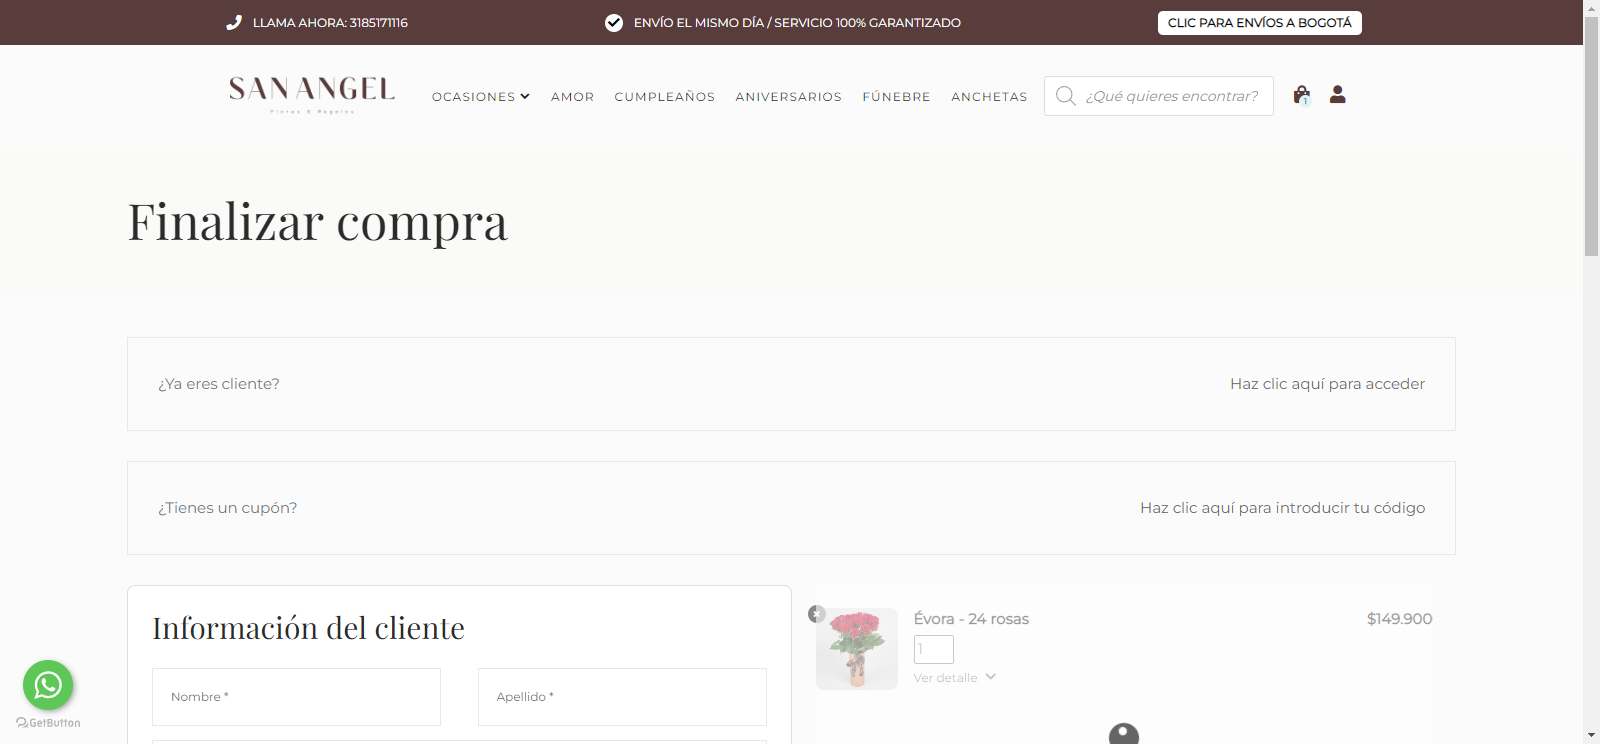 LLAMA AHORA: 3185171116
ENVÍO EL MISMO DÍA / SERVICIO 100% GARANTIZADO
CLIC PARA ENVÍOS A BOGOTÁ
SAN ANGEL
Flores & Regalos
OCASIONES
AMOR
CUMPLEAÑOS
ANIVERSARIOS
FÚNEBRE
ANCHETAS
¿Qué quieres encontrar?
1
Finalizar compra
¿Ya eres cliente?
Haz clic aquí para acceder
¿Tienes un cupón?
Haz clic aquí para introducir tu código
Información del cliente
Nombre *
Apellido *
Évora - 24 rosas
$149.900
1
Ver detalle
GetButton